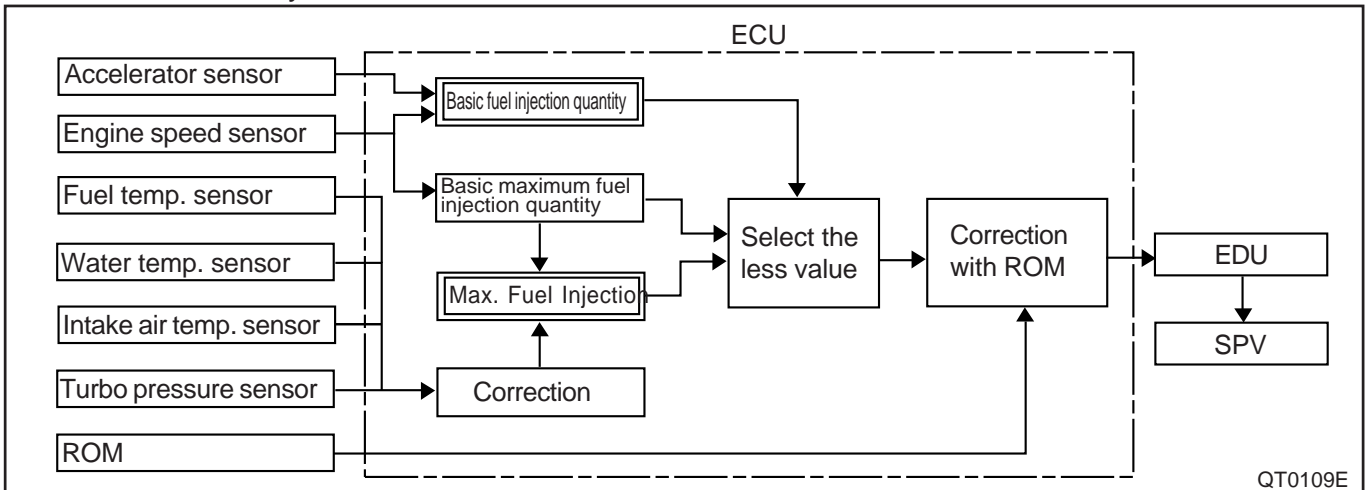 ECU
Accelerator sensor
Engine speed sensor
Fuel temp. sensor
Water temp. sensor
Intake air temp. sensor
Turbo pressure sensor
ROM
Basic fuel injection quantity
Basic maximum fuel
injection quantity
Max. Fuel Injection
Correction
Select the
less value
Correction
with ROM
EDU
SPV
QT0109E